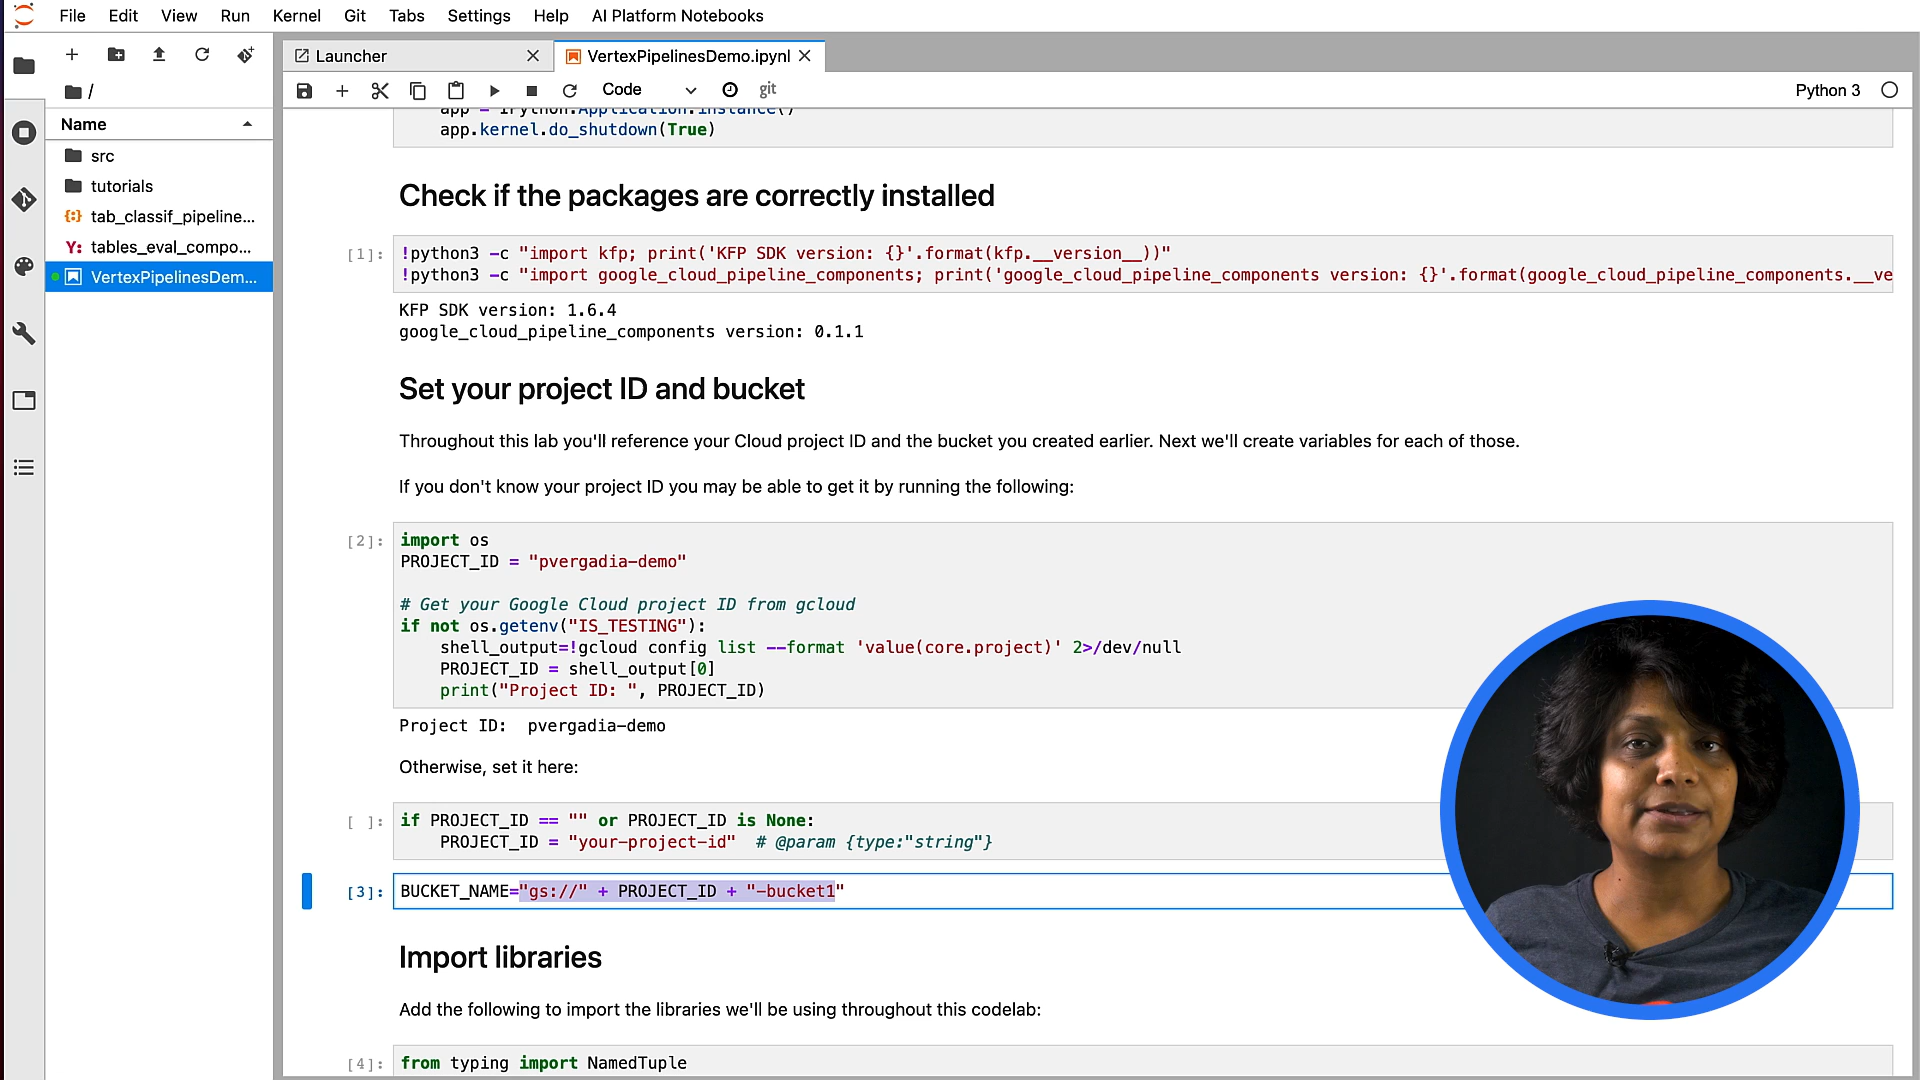 File Edit View Run Kernel Git Tabs Settings Help AI Platform Notebooks
Launcher
VertexPipelinesDemo.ipynl
/
Code
git
Python 3
Name
src
tutorials
tab_classif_pipeline...
tables_eval_compo...
VertexPipelinesDem...
app = IPython.Application.instance()
app.kernel.do_shutdown(True)
Check if the packages are correctly installed
[1]:
!python3 -c "import kfp; print('KFP SDK version: {}'.format(kfp.__version__))"
!python3 -c "import google_cloud_pipeline_components; print('google_cloud_pipeline_components version: {}'.format(google_cloud_pipeline_components.__ve
KFP SDK version: 1.6.4
google_cloud_pipeline_components version: 0.1.1
Set your project ID and bucket
Throughout this lab you'll reference your Cloud project ID and the bucket you created earlier. Next we'll create variables for each of those.
If you don't know your project ID you may be able to get it by running the following:
[2]:
import os
PROJECT_ID = "pvergadia-demo"
# Get your Google Cloud project ID from gcloud
if not os.getenv("IS_TESTING"):
shell_output=!gcloud config list --format 'value(core.project)' 2>/dev/null
PROJECT_ID = shell_output[0]
print("Project ID: ", PROJECT_ID)
Project ID:  pvergadia-demo
Otherwise, set it here:
[ ]:
if PROJECT_ID == "" or PROJECT_ID is None:
PROJECT_ID = "your-project-id"  # @param {type:"string"}
[3]:
BUCKET_NAME="gs://" + PROJECT_ID + "-bucket1"
Import libraries
Add the following to import the libraries we'll be using throughout this codelab:
[4]:
from typing import NamedTuple